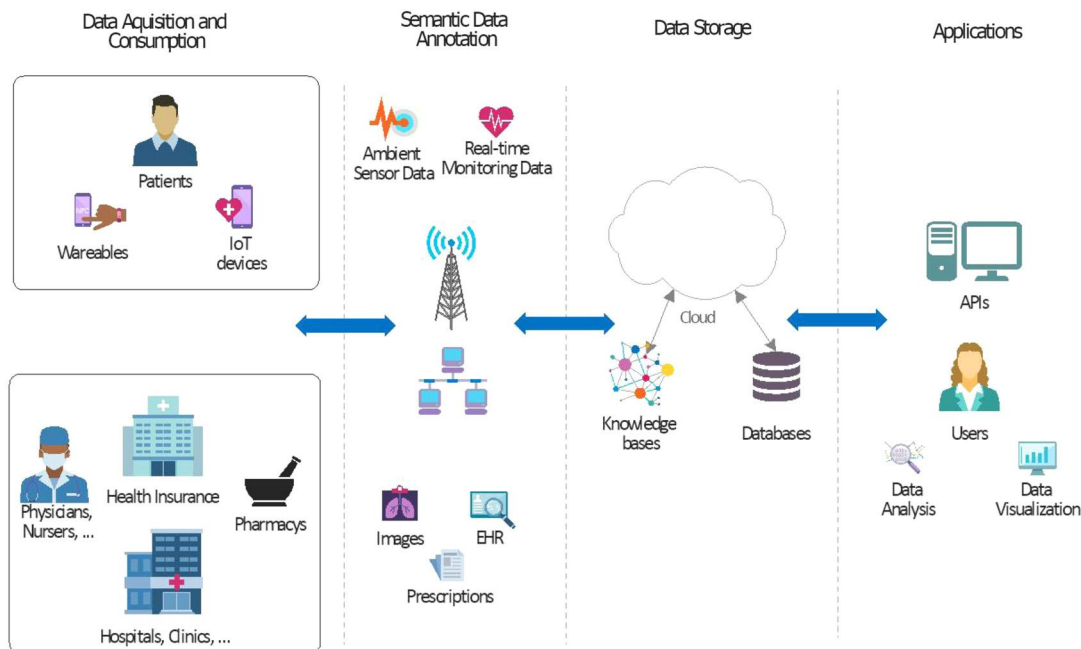 Data Aquisition and
Consumption
Semantic Data
Annotation
Data Storage
Applications
Patients
Wareables
IoT
devices
Ambient
Sensor Data
Real-time
Monitoring Data
Cloud
Knowledge
bases
Databases
APIs
Users
Data
Analysis
Data
Visualization
Physicians,
Nursers, ...
Health Insurance
Pharmacys
Hospitals, Clinics, ...
Images
EHR
Prescriptions